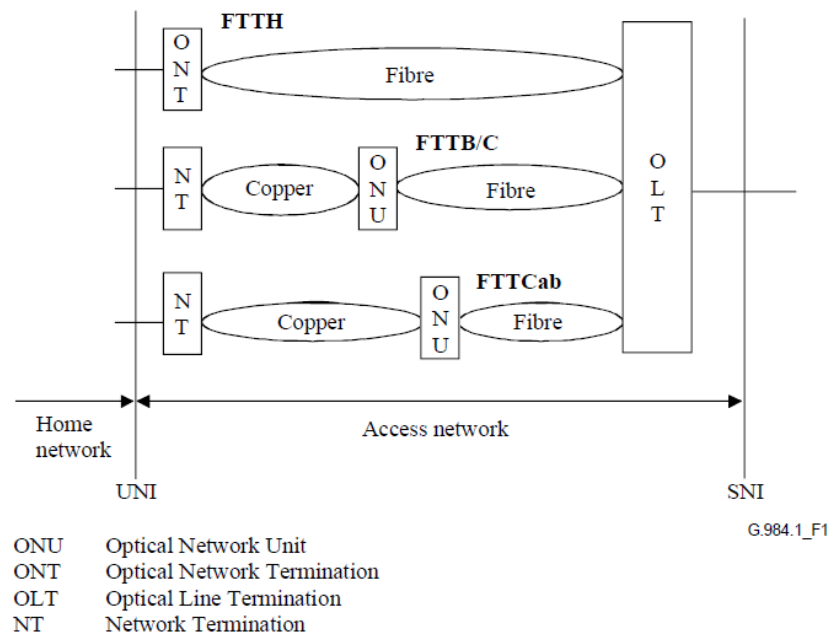 FTTH
ONT
Fibre
OLT
FTTB/C
NT
Copper
ONU
Fibre
FTTCab
NT
Copper
ONU
Fibre
Home
network
Access network
UNI
SNI
G.984.1_F1
ONU Optical Network Unit
ONT Optical Network Termination
OLT Optical Line Termination
NT Network Termination